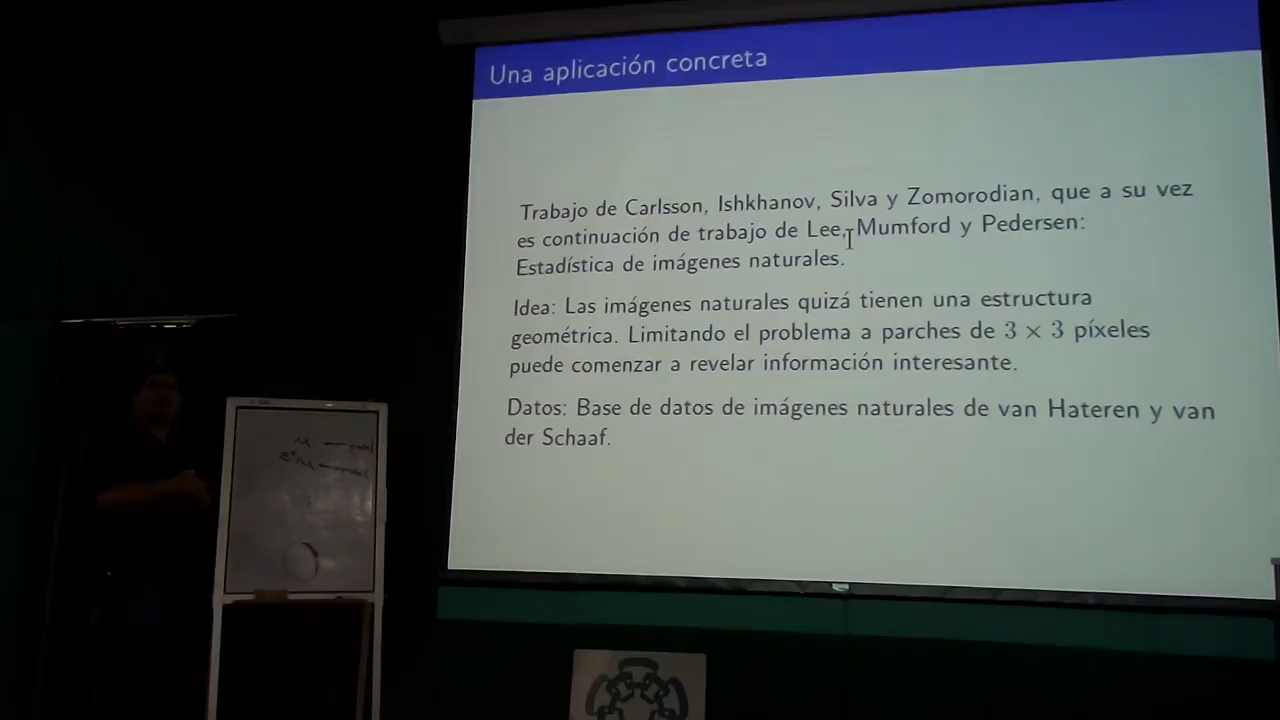 Una aplicación concreta
Trabajo de Carlsson, Ishkhanov, Silva y Zomorodian, que a su vez
es continuación de trabajo de Lee, Mumford y Pedersen:
Estadística de imágenes naturales.
Idea: Las imágenes naturales quizá tienen una estructura
geométrica. Limitando el problema a parches de 3 × 3 píxeles
puede comenzar a revelar información interesante.
Datos: Base de datos de imágenes naturales de van Hateren y van
der Schaaf.